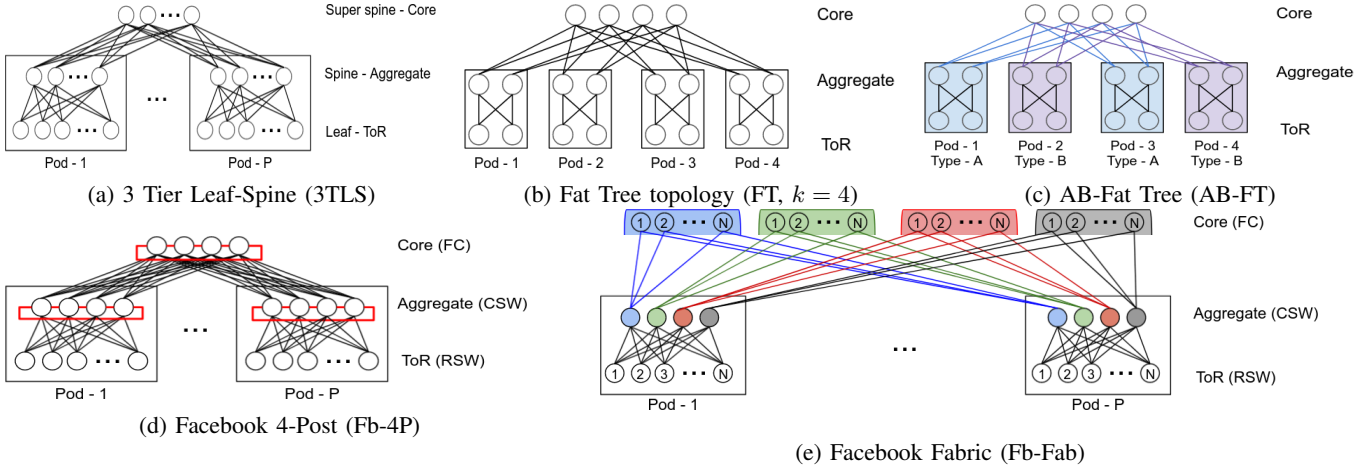 Super spine - Core
Spine - Aggregate
Leaf - ToR
...
Pod - 1
Pod - P
(a) 3 Tier Leaf-Spine (3TLS)
Core
Aggregate
ToR
Pod - 1
Pod - 2
Pod - 3
Pod - 4
(b) Fat Tree topology (FT, k = 4)
Core
Aggregate
ToR
Pod - 1
Type - A
Pod - 2
Type - B
Pod - 3
Type - A
Pod - 4
Type - B
(c) AB-Fat Tree (AB-FT)
Core (FC)
Aggregate (CSW)
ToR (RSW)
...
Pod - 1
Pod - P
(d) Facebook 4-Post (Fb-4P)
1 2 ... N
1 2 ... N
1 2 ... N
1 2 ... N
Core (FC)
Aggregate (CSW)
...
1 2 3 ... N
1 2 3 ... N
ToR (RSW)
Pod - 1
Pod - P
(e) Facebook Fabric (Fb-Fab)